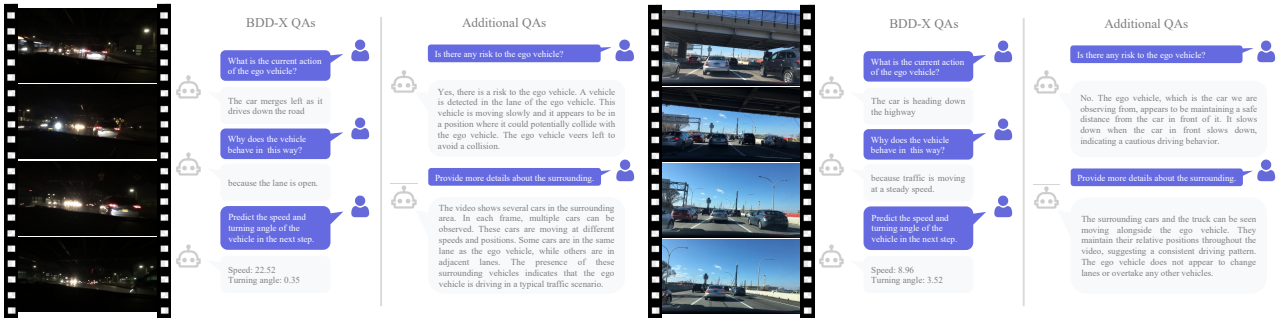 BDD-X QAs
What is the current action
of the ego vehicle?
The car merges left as it
drives down the road
Why does the vehicle
behave in this way?
because the lane is open.
Predict the speed and
turning angle of the
vehicle in the next step.
Speed: 22.52
Turning angle: 0.35
Additional QAs
Is there any risk to the ego vehicle?
Yes, there is a risk to the ego vehicle. A vehicle
is detected in the lane of the ego vehicle. This
vehicle is moving slowly and it appears to be in
a position where it could potentially collide with
the ego vehicle. The ego vehicle veers left to
avoid a collision.
Provide more details about the surrounding.
The video shows several cars in the surrounding
area. In each frame, multiple cars can be
observed. These cars are moving at different
speeds and positions. Some cars are in the same
lane as the ego vehicle, while others are in
adjacent lanes. The presence of these
surrounding vehicles indicates that the ego
vehicle is driving in a typical traffic scenario.
BDD-X QAs
What is the current action
of the ego vehicle?
The car is heading down
the highway
Why does the vehicle
behave in this way?
because traffic is moving
at a steady speed.
Predict the speed and
turning angle of the
vehicle in the next step.
Speed: 8.96
Turning angle: 3.52
Additional QAs
Is there any risk to the ego vehicle?
No. The ego vehicle, which is the car we are
observing from, appears to be maintaining a safe
distance from the car in front of it. It slows
down when the car in front slows down,
indicating a cautious driving behavior.
Provide more details about the surrounding.
The surrounding cars and the truck can be seen
moving alongside the ego vehicle. They
maintain their relative positions throughout the
video, suggesting a consistent driving pattern.
The ego vehicle does not appear to change
lanes or overtake any other vehicles.